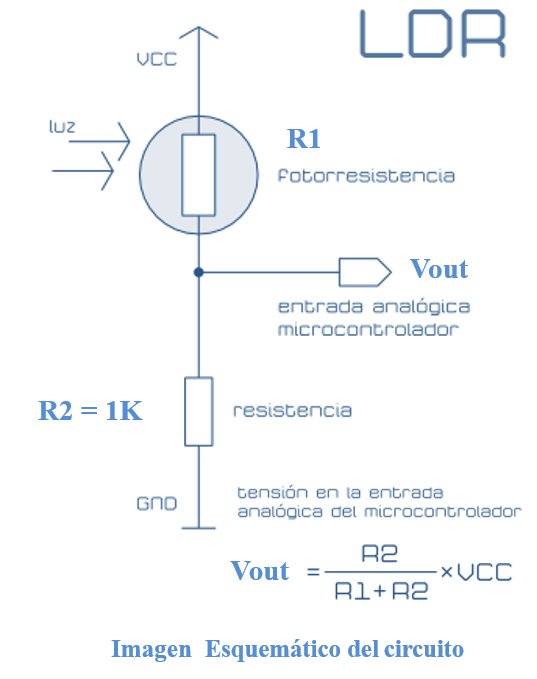 LDR
VCC
luz
R1
fotorresistencia
Vout
entrada analógica
microcontrolador
R2 = 1K
resistencia
GND
tensión en la entrada
analógica del microcontrolador
Vout = R2
R1+R2 ×VCC
Imagen Esquemático del circuito